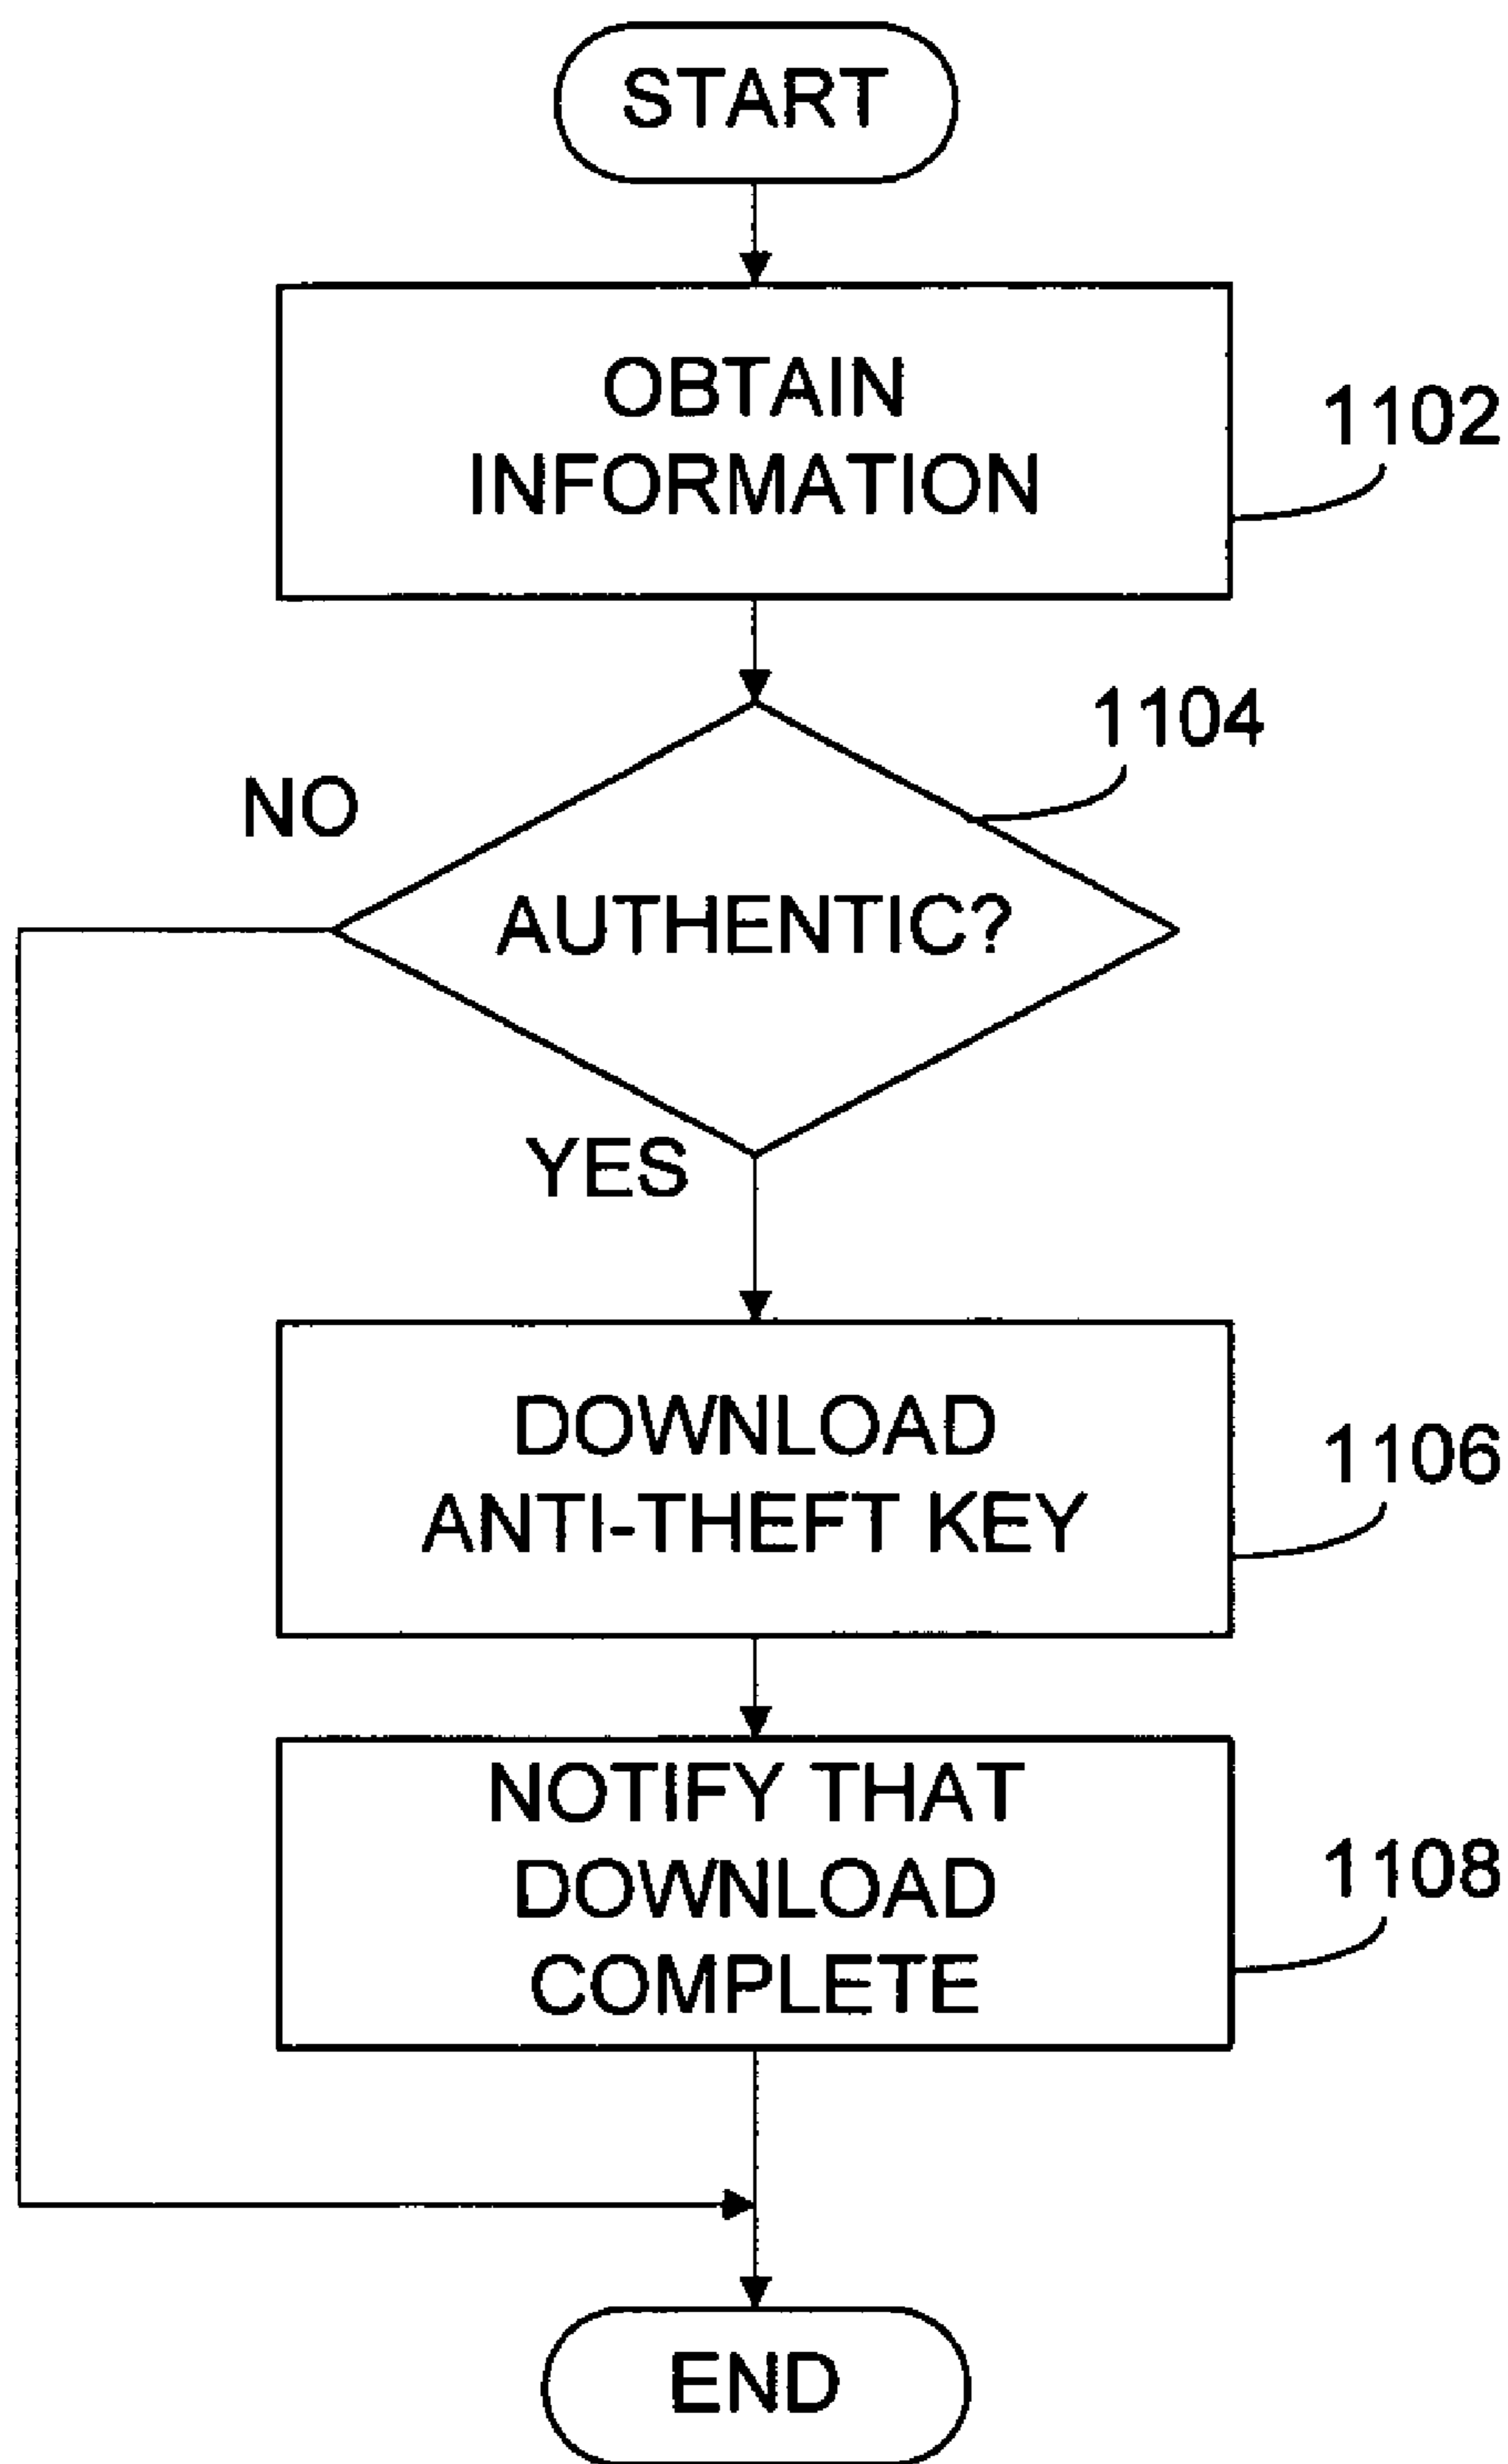 START
OBTAIN
INFORMATION
1102
1104
NO
AUTHENTIC?
YES
DOWNLOAD
ANTI-THEFT KEY
1106
NOTIFY THAT
DOWNLOAD
COMPLETE
1108
END